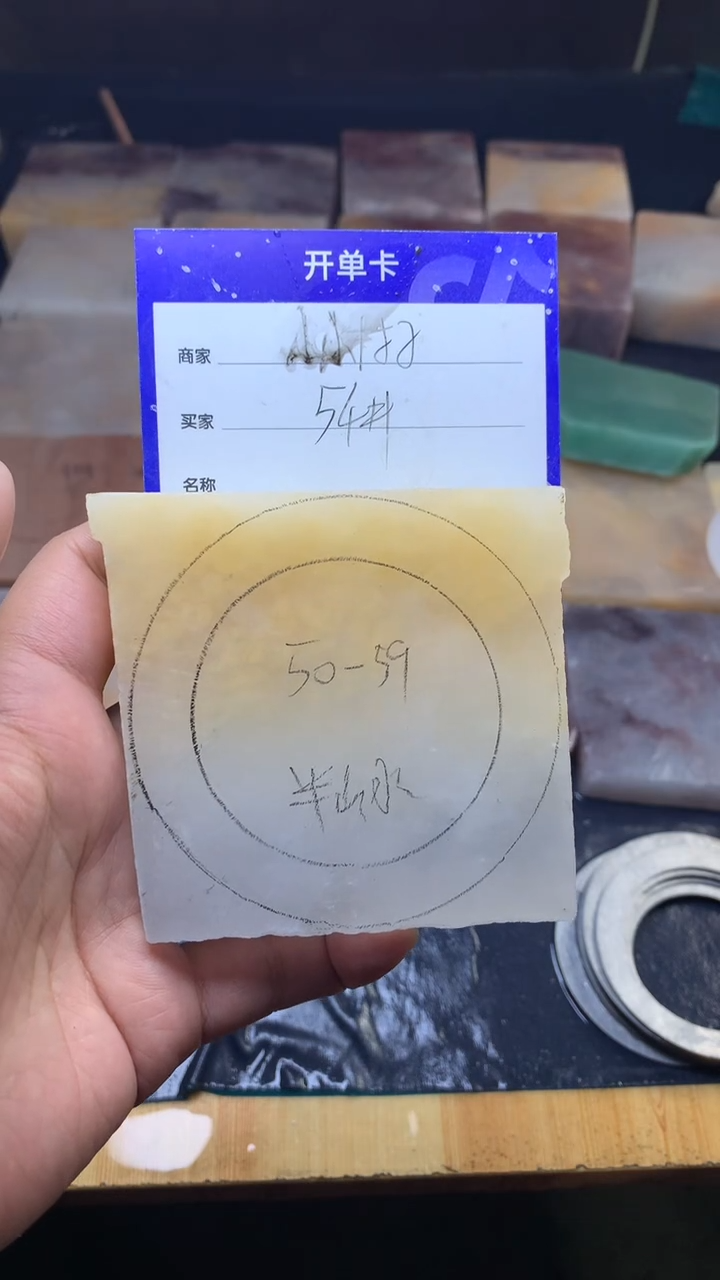 开单卡
商家
买家 54#
名称
50-59
半山水